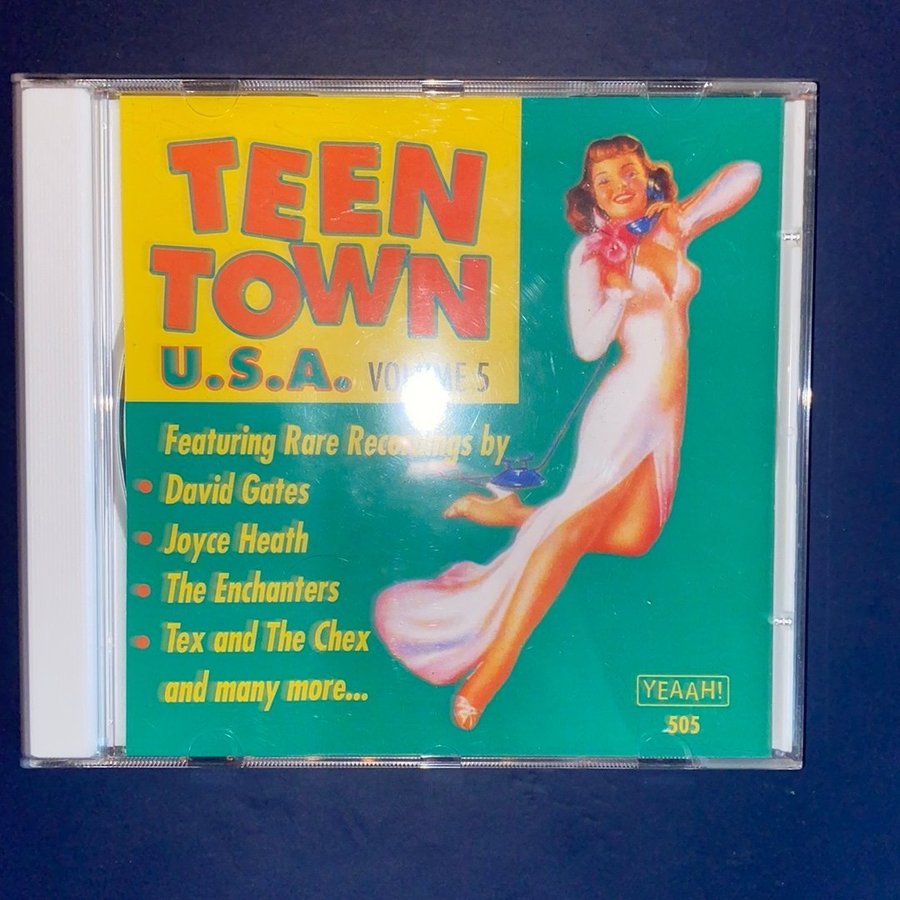 TEEN
TOWN
U.S.A. VOLUME 5
Featuring Rare Recordings by
• David Gates
• Joyce Heath
• The Enchanters
• Tex and The Chex
and many more...
YEAAH!
505